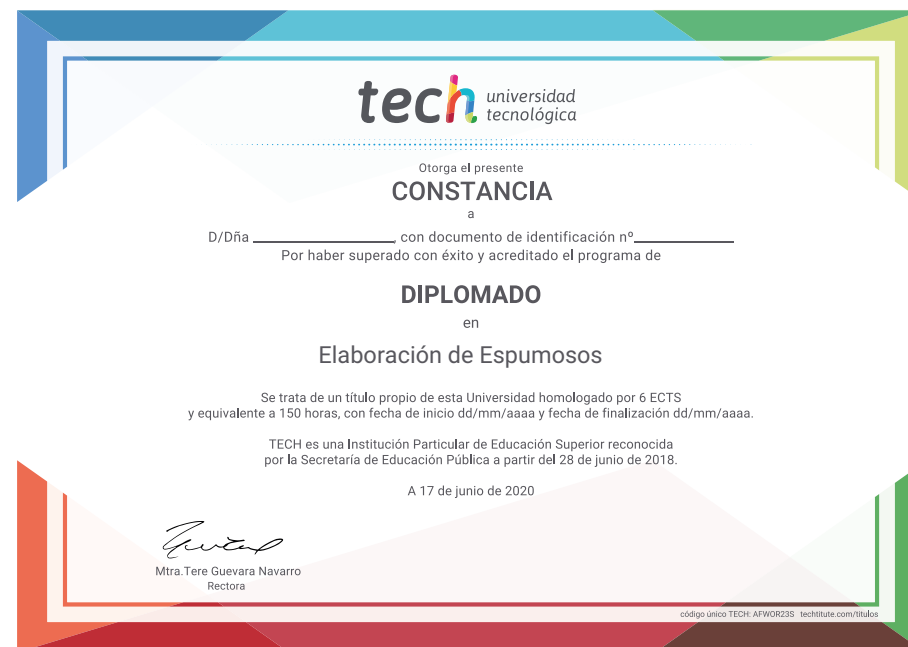 tech universidad
tecnológica
Otorga el presente
CONSTANCIA
a
D/Dña ____________________, con documento de identificación nº______________
Por haber superado con éxito y acreditado el programa de
DIPLOMADO
en
Elaboración de Espumosos
Se trata de un título propio de esta Universidad homologado por 6 ECTS
y equivalente a 150 horas, con fecha de inicio dd/mm/aaaa y fecha de finalización dd/mm/aaaa.
TECH es una Institución Particular de Educación Superior reconocida
por la Secretaría de Educación Pública a partir del 28 de junio de 2018.
A 17 de junio de 2020
Mtra.Tere Guevara Navarro
Rectora
código único TECH: AFWOR23S techtitute.com/titulos